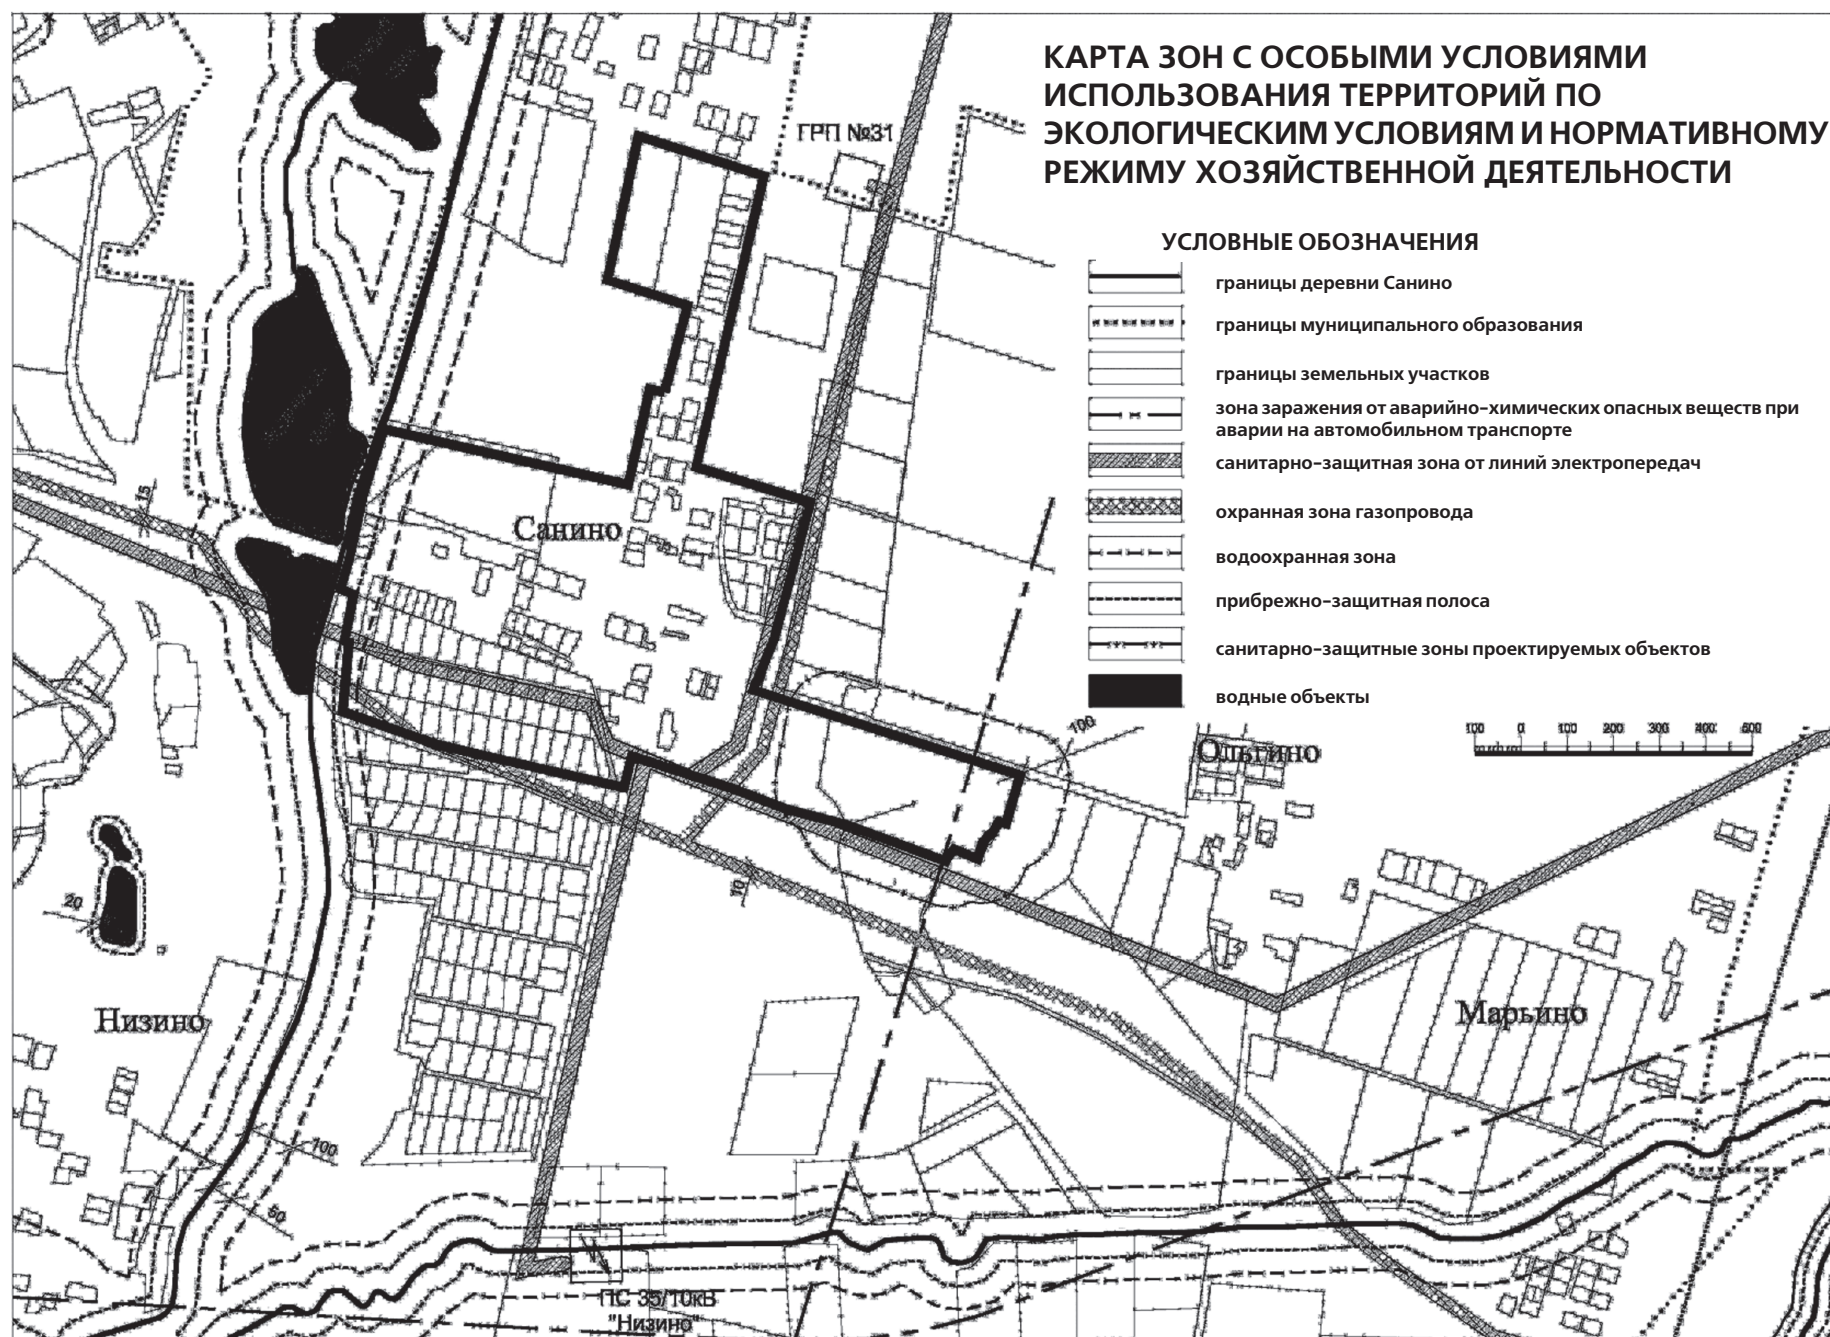 КАРТА ЗОН С ОСОБЫМИ УСЛОВИЯМИ
ИСПОЛЬЗОВАНИЯ ТЕРРИТОРИЙ ПО
ЭКОЛОГИЧЕСКИМ УСЛОВИЯМ И НОРМАТИВНОМУ
РЕЖИМУ ХОЗЯЙСТВЕННОЙ ДЕЯТЕЛЬНОСТИ
ГРП №31
УСЛОВНЫЕ ОБОЗНАЧЕНИЯ
границы деревни Санино
границы муниципального образования
границы земельных участков
зона заражения от аварийно-химических опасных веществ при
аварии на автомобильном транспорте
санитарно-защитная зона от линий электропередач
охранная зона газопровода
водоохранная зона
прибрежно-защитная полоса
санитарно-защитные зоны проектируемых объектов
водные объекты
100 0 100 200 300 400 500
15
Санино
100
Ольгино
10
20
Низино
Марьино
100
50
ПС 35/10кВ
"Низино"